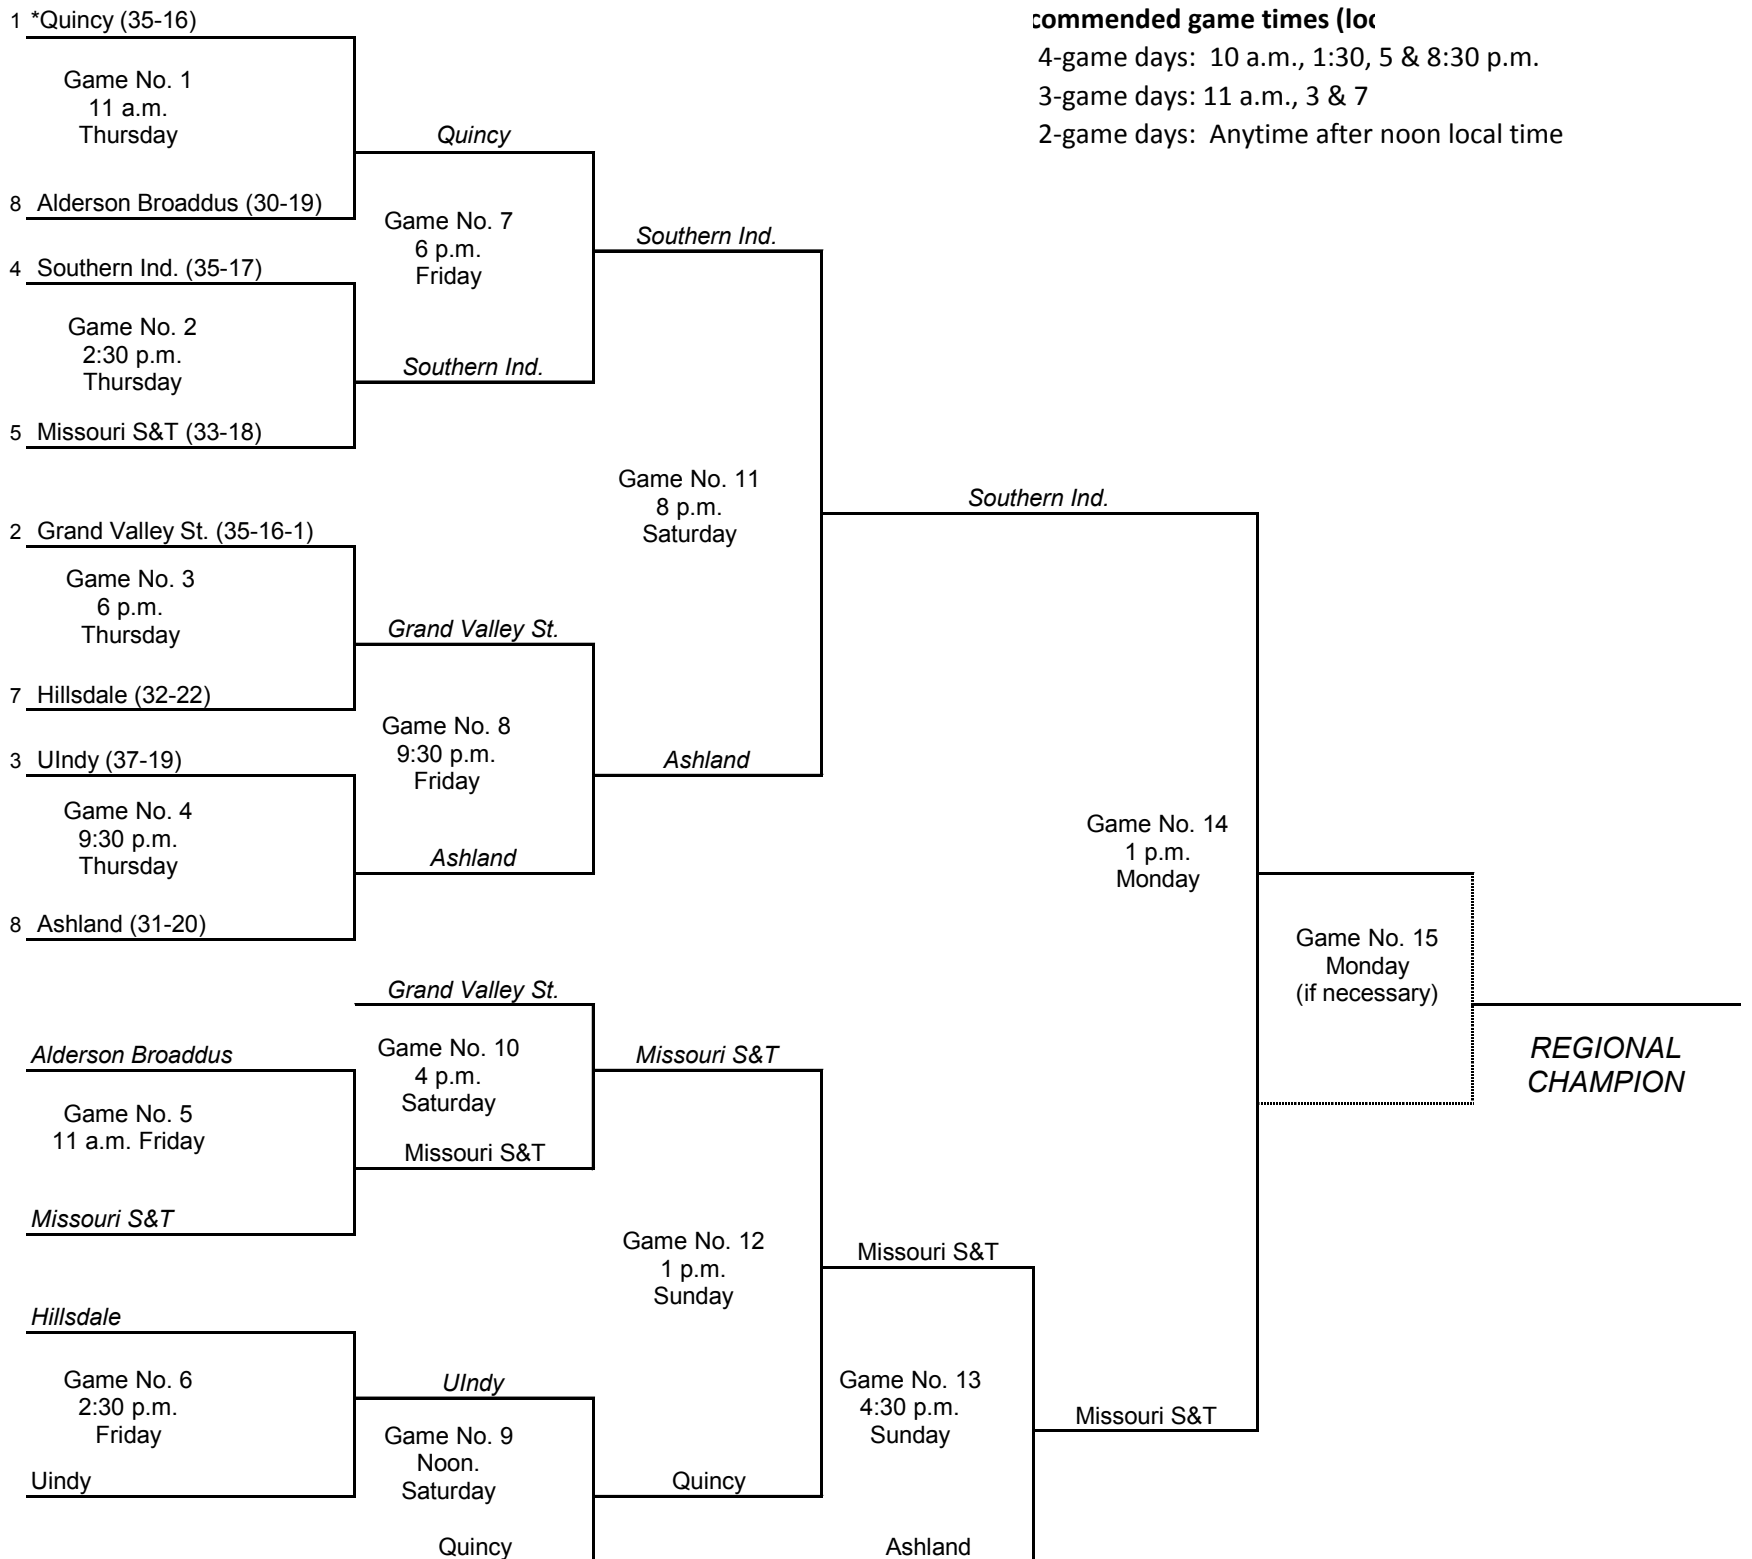 1 *Quincy (35-16)
commended game times (loc
4-game days: 10 a.m., 1:30, 5 & 8:30 p.m.
3-game days: 11 a.m., 3 & 7
2-game days: Anytime after noon local time
Game No. 1
11 a.m.
Thursday
Quincy
8 Alderson Broaddus (30-19)
Game No. 7
6 p.m.
Friday
Southern Ind.
4 Southern Ind. (35-17)
Game No. 2
2:30 p.m.
Thursday
Southern Ind.
5 Missouri S&T (33-18)
Game No. 11
8 p.m.
Saturday
Southern Ind.
2 Grand Valley St. (35-16-1)
Game No. 3
6 p.m.
Thursday
Grand Valley St.
7 Hillsdale (32-22)
Game No. 8
9:30 p.m.
Friday
Ashland
3 UIndy (37-19)
Game No. 4
9:30 p.m.
Thursday
Ashland
8 Ashland (31-20)
Game No. 14
1 p.m.
Monday
Game No. 15
Monday
(if necessary)
REGIONAL
CHAMPION
Grand Valley St.
Alderson Broaddus
Game No. 10
4 p.m.
Saturday
Missouri S&T
Game No. 5
11 a.m. Friday
Missouri S&T
Missouri S&T
Game No. 12
1 p.m.
Sunday
Missouri S&T
Hillsdale
Game No. 6
2:30 p.m.
Friday
UIndy
Game No. 13
4:30 p.m.
Sunday
Missouri S&T
Uindy
Game No. 9
Noon.
Saturday
Quincy
Quincy
Ashland